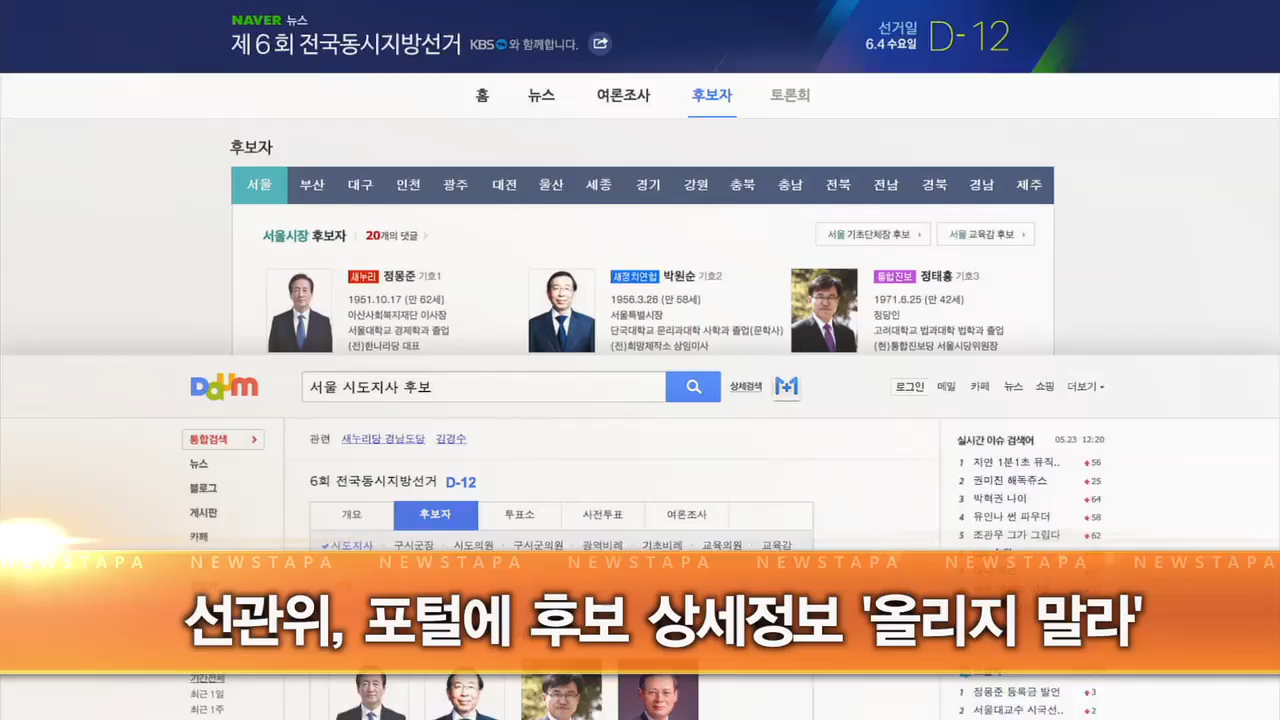 NAVER 뉴스
제6회 전국동시지방선거 KBS와 함께합니다.
선거일
6.4 수요일 D-12
홈 뉴스 여론조사 후보자 토론회
후보자
서울 부산 대구 인천 광주 대전 울산 세종 경기 강원 충북 충남 전북 전남 경북 경남 제주
서울시장 후보자 20개의 댓글 서울 기초단체장 후보 서울 교육감 후보
새누리 정몽준 기호1
1951.10.17 (만 62세)
아산사회복지재단 이사장
서울대학교 경제학과 졸업
(전)한나라당 대표
새정치연합 박원순 기호2
1956.3.26 (만 58세)
서울특별시장
단국대학교 문리과대학 사학과 졸업(문학사)
(전)희망제작소 상임이사
통합진보 정태흥 기호3
1971.6.25 (만 42세)
정당인
고려대학교 법과대학 법학과 졸업
(현)통합진보당 서울시당위원장
Daum 서울 시도지사 후보 상세검색 로그인 메일 카페 뉴스 쇼핑 더보기
통합검색
뉴스
블로그
게시판
카페
관련 새누리당 경남도당 김경수
6회 전국동시지방선거 D-12
개요 후보자 투표소 사전투표 여론조사
시도지사 구시군장 시도의원 구시군의원 광역비례 기초비례 교육의원 교육감
실시간 이슈 검색어 05.23 12:20
1 지연 1분1초 뮤직.. 56
2 권미진 해독쥬스 25
3 박혁권 나이 64
4 유인나 썬 파우더 58
5 조관우 그가 그립다 62
NEWSTAPA NEWSTAPA NEWSTAPA NEWSTAPA NEWSTAPA NEWSTAPA
선관위, 포털에 후보 상세정보 '올리지 말라'
기간전체
최근 1일
최근 1주
1 정몽준 등록금 발언 3
2 서울대교수 시국선.. 2